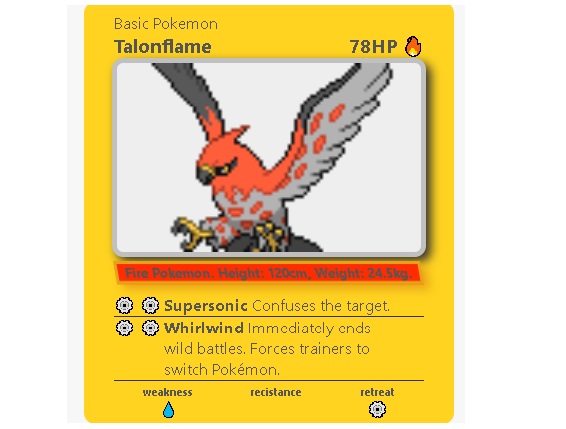 Basic Pokemon
Talonflame 78HP
Fire Pokemon. Height: 120cm, Weight: 24.5kg.
Supersonic Confuses the target.
Whirlwind Immediately ends
wild battles. Forces trainers to
switch Pokémon.
weakness recistance retreat